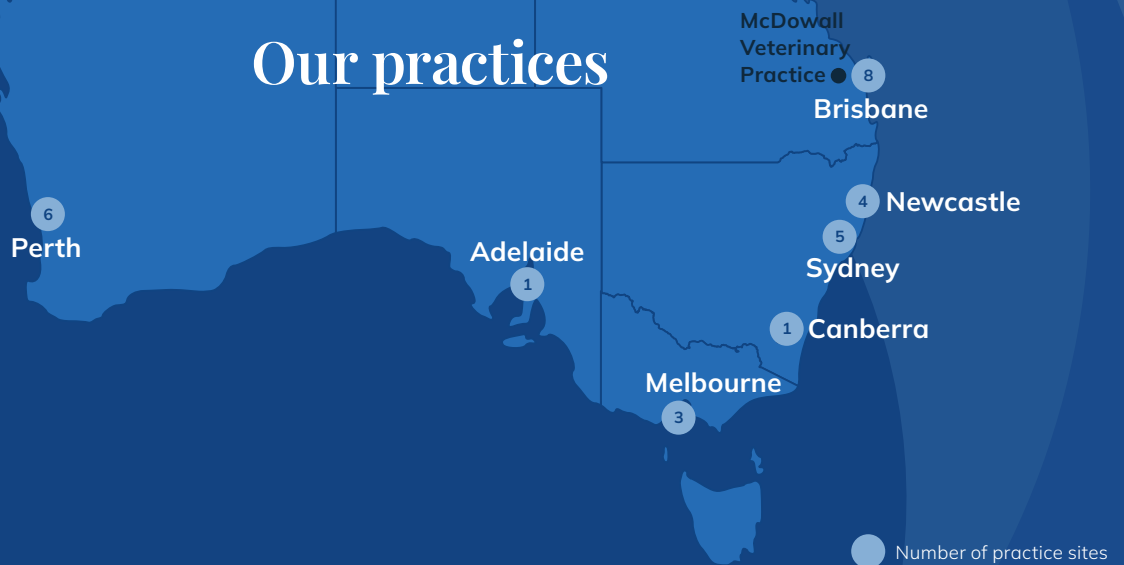 Our practices
McDowall
Veterinary
Practice
8
Brisbane
4 Newcastle
5
Sydney
6
Perth
Adelaide
1
1 Canberra
Melbourne
3
Number of practice sites